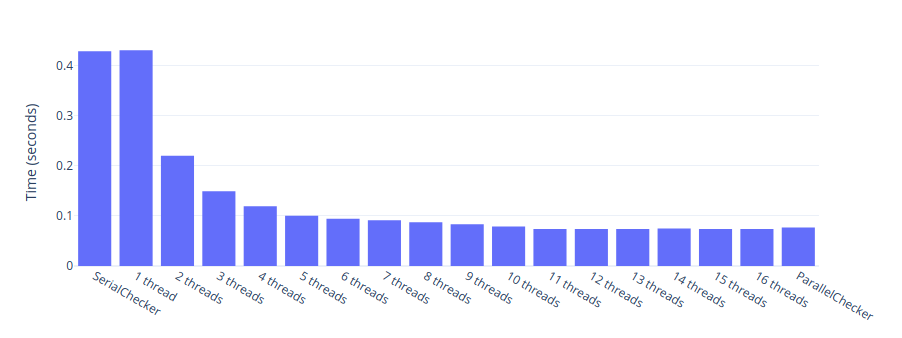 Time (seconds)
0.4
0.3
0.2
0.1
0
SerialChecker
1 thread
2 threads
3 threads
4 threads
5 threads
6 threads
7 threads
8 threads
9 threads
10 threads
11 threads
12 threads
13 threads
14 threads
15 threads
16 threads
ParallelChecker